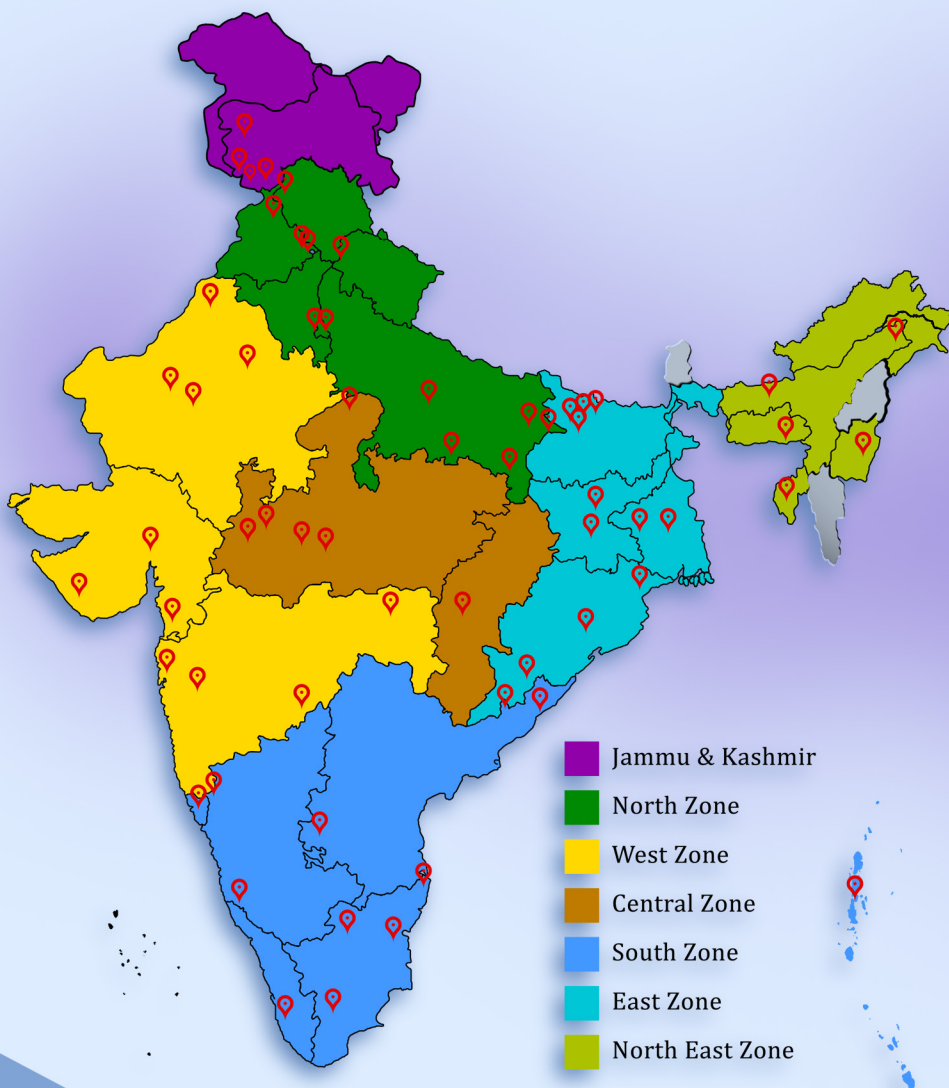 Jammu & Kashmir
North Zone
West Zone
Central Zone
South Zone
East Zone
North East Zone